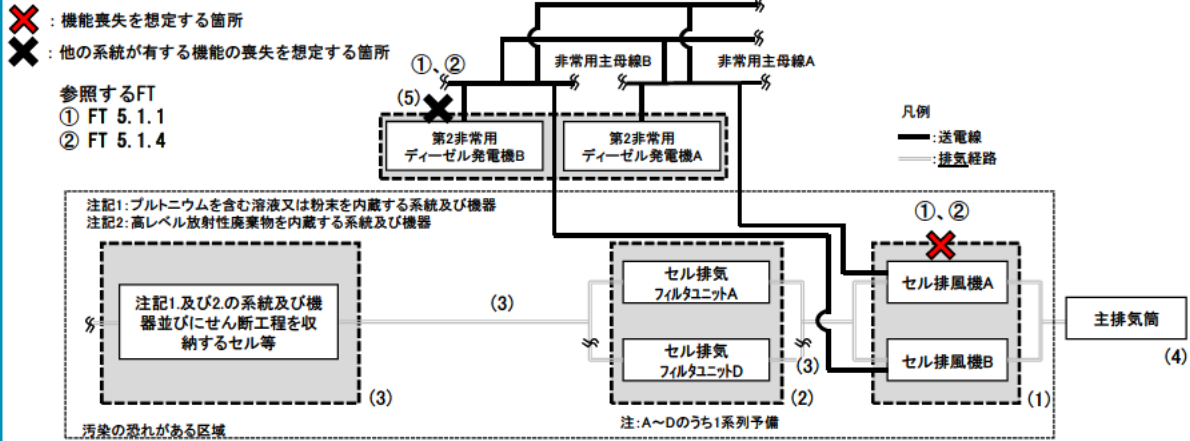 ：機能喪失を想定する箇所
：他の系統が有する機能の喪失を想定する箇所
参照するFT
① FT 5.1.1
② FT 5.1.4
①、②
非常用主母線B
非常用主母線A
(5)
第2非常用
ディーゼル発電機B
第2非常用
ディーゼル発電機A
凡例
：送電線
：排気経路
注記1：プルトニウムを含む溶液又は粉末を内蔵する系統及び機器
注記2：高レベル放射性廃棄物を内蔵する系統及び機器
①、②
注記1.及び2.の系統及び機
器並びにせん断工程を収
納するセル等
(3)
(3)
セル排気
フィルタユニットA
セル排気
フィルタユニットD
(3)
(2)
セル排風機A
セル排風機B
(1)
主排気筒
(4)
注：A～Dのうち1系列予備
汚染の恐れがある区域